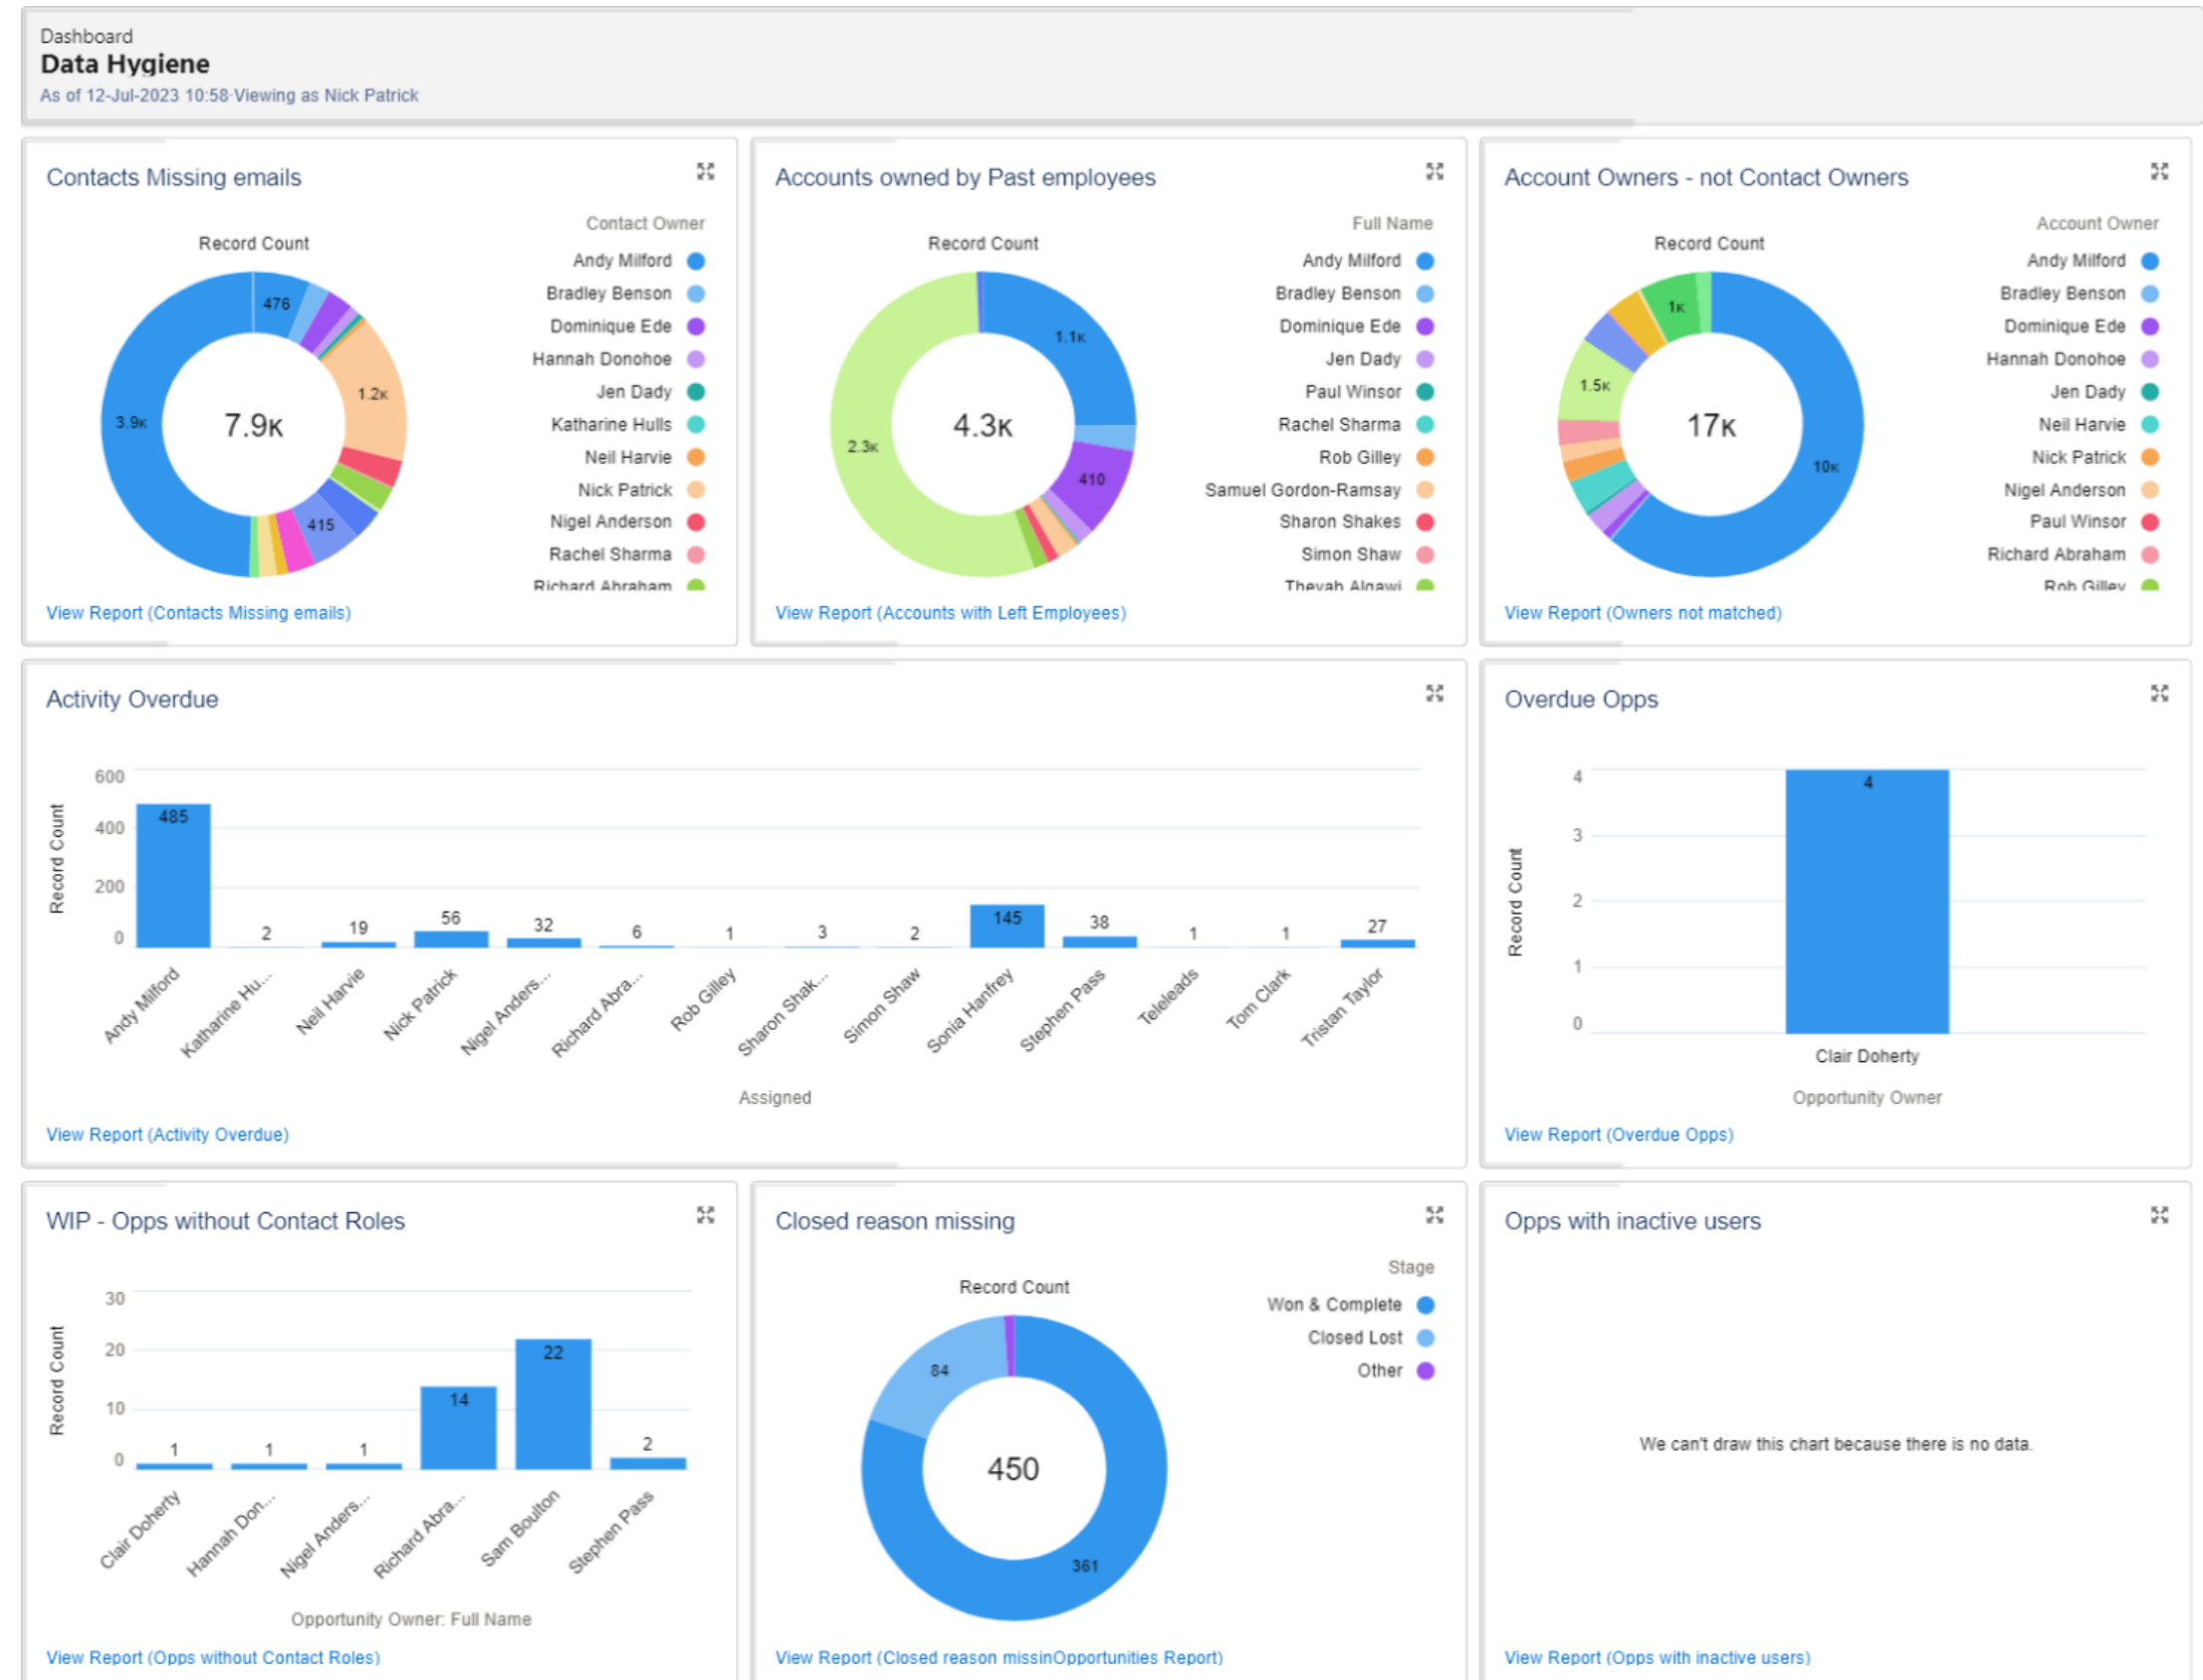 Dashboard
Data Hygiene
As of 12-Jul-2023 10:58·Viewing as Nick Patrick
Contacts Missing emails
Contact Owner
Record Count
Andy Milford
Bradley Benson
Dominique Ede
Hannah Donohoe
Jen Dady
Katharine Hulls
Neil Harvie
Nick Patrick
Nigel Anderson
Rachel Sharma
Richard Abraham
476
1.2K
3.9K
7.9K
415
View Report (Contacts Missing emails)
Accounts owned by Past employees
Full Name
Record Count
Andy Milford
Bradley Benson
Dominique Ede
Jen Dady
Paul Winsor
Rachel Sharma
Rob Gilley
Samuel Gordon-Ramsay
Sharon Shakes
Simon Shaw
1.1K
4.3K
2.3K
410
View Report (Accounts with Left Employees)
Account Owners - not Contact Owners
Account Owner
Record Count
Andy Milford
Bradley Benson
Dominique Ede
Hannah Donohoe
Jen Dady
Neil Harvie
Nick Patrick
Nigel Anderson
Paul Winsor
Richard Abraham
Rob Gilley
1K
1.5K
17K
10K
View Report (Owners not matched)
Activity Overdue
Record Count
600
400
200
0
485
2
19
56
32
6
1
3
2
145
38
1
1
27
Andy Milford
Katharine Hu...
Neil Harvie
Nick Patrick
Nigel Anders...
Richard Abra...
Rob Gilley
Sharon Shak...
Simon Shaw
Sonia Hanfrey
Stephen Pass
Teleleads
Tom Clark
Tristan Taylor
Assigned
View Report (Activity Overdue)
Overdue Opps
Record Count
4
3
2
1
0
4
Clair Doherty
Opportunity Owner
View Report (Overdue Opps)
WIP - Opps without Contact Roles
Record Count
30
20
10
0
1
1
1
14
22
2
Clair Doherty
Hannah Don...
Nigel Anders...
Richard Abra...
Sam Boulton
Stephen Pass
Opportunity Owner: Full Name
View Report (Opps without Contact Roles)
Closed reason missing
Stage
Record Count
Won & Complete
Closed Lost
Other
84
450
361
View Report (Closed reason missinOpportunities Report)
Opps with inactive users
We can't draw this chart because there is no data.
View Report (Opps with inactive users)